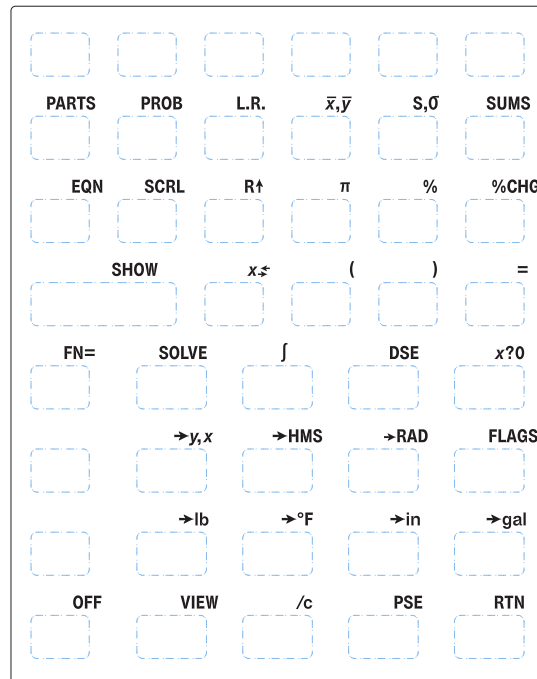 PARTS PROB L.R. x̄,ȳ S,σ SUMS
EQN SCRL R↑ π % %CHG
SHOW x⇄ ( ) =
FN= SOLVE ∫ DSE x?0
→y,x →HMS →RAD FLAGS
→lb →°F →in →gal
OFF VIEW /c PSE RTN